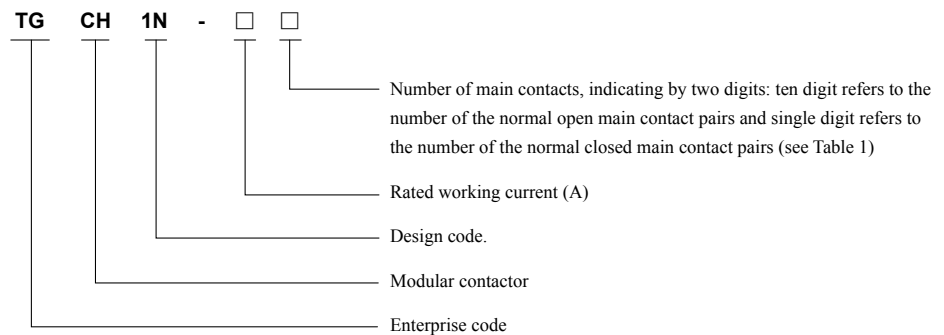 TG CH 1N - □ □
Number of main contacts, indicating by two digits: ten digit refers to the
number of the normal open main contact pairs and single digit refers to
the number of the normal closed main contact pairs (see Table 1)
Rated working current (A)
Design code.
Modular contactor
Enterprise code